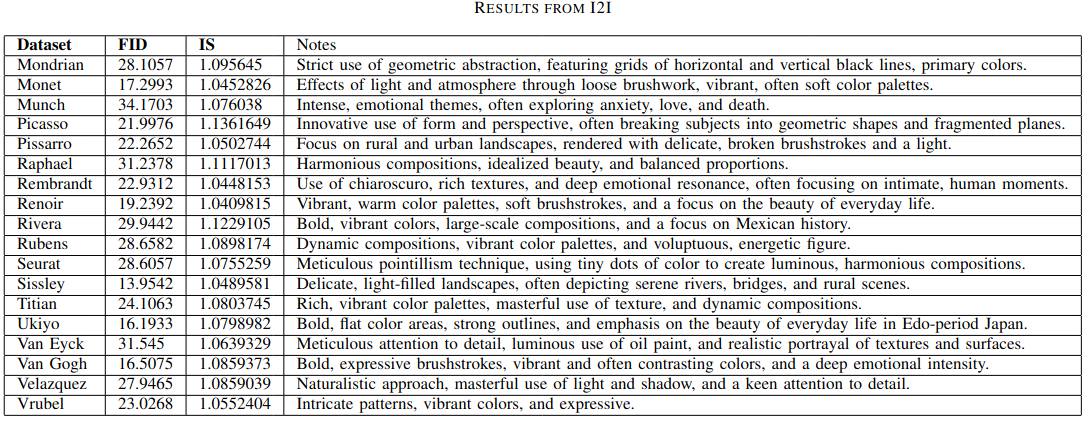 RESULTS FROM I2I
Dataset FID IS Notes
Mondrian 28.1057 1.095645 Strict use of geometric abstraction, featuring grids of horizontal and vertical black lines, primary colors.
Monet 17.2993 1.0452826 Effects of light and atmosphere through loose brushwork, vibrant, often soft color palettes.
Munch 34.1703 1.076038 Intense, emotional themes, often exploring anxiety, love, and death.
Picasso 21.9976 1.1361649 Innovative use of form and perspective, often breaking subjects into geometric shapes and fragmented planes.
Pissarro 22.2652 1.0502744 Focus on rural and urban landscapes, rendered with delicate, broken brushstrokes and a light.
Raphael 31.2378 1.1117013 Harmonious compositions, idealized beauty, and balanced proportions.
Rembrandt 22.9312 1.0448153 Use of chiaroscuro, rich textures, and deep emotional resonance, often focusing on intimate, human moments.
Renoir 19.2392 1.0409815 Vibrant, warm color palettes, soft brushstrokes, and a focus on the beauty of everyday life.
Rivera 29.9442 1.1229105 Bold, vibrant colors, large-scale compositions, and a focus on Mexican history.
Rubens 28.6582 1.0898174 Dynamic compositions, vibrant color palettes, and voluptuous, energetic figure.
Seurat 28.6057 1.0755259 Meticulous pointillism technique, using tiny dots of color to create luminous, harmonious compositions.
Sissley 13.9542 1.0489581 Delicate, light-filled landscapes, often depicting serene rivers, bridges, and rural scenes.
Titian 24.1063 1.0803745 Rich, vibrant color palettes, masterful use of texture, and dynamic compositions.
Ukiyo 16.1933 1.0798982 Bold, flat color areas, strong outlines, and emphasis on the beauty of everyday life in Edo-period Japan.
Van Eyck 31.545 1.0639329 Meticulous attention to detail, luminous use of oil paint, and realistic portrayal of textures and surfaces.
Van Gogh 16.5075 1.0859373 Bold, expressive brushstrokes, vibrant and often contrasting colors, and a deep emotional intensity.
Velazquez 27.9465 1.0859039 Naturalistic approach, masterful use of light and shadow, and a keen attention to detail.
Vrubel 23.0268 1.0552404 Intricate patterns, vibrant colors, and expressive.